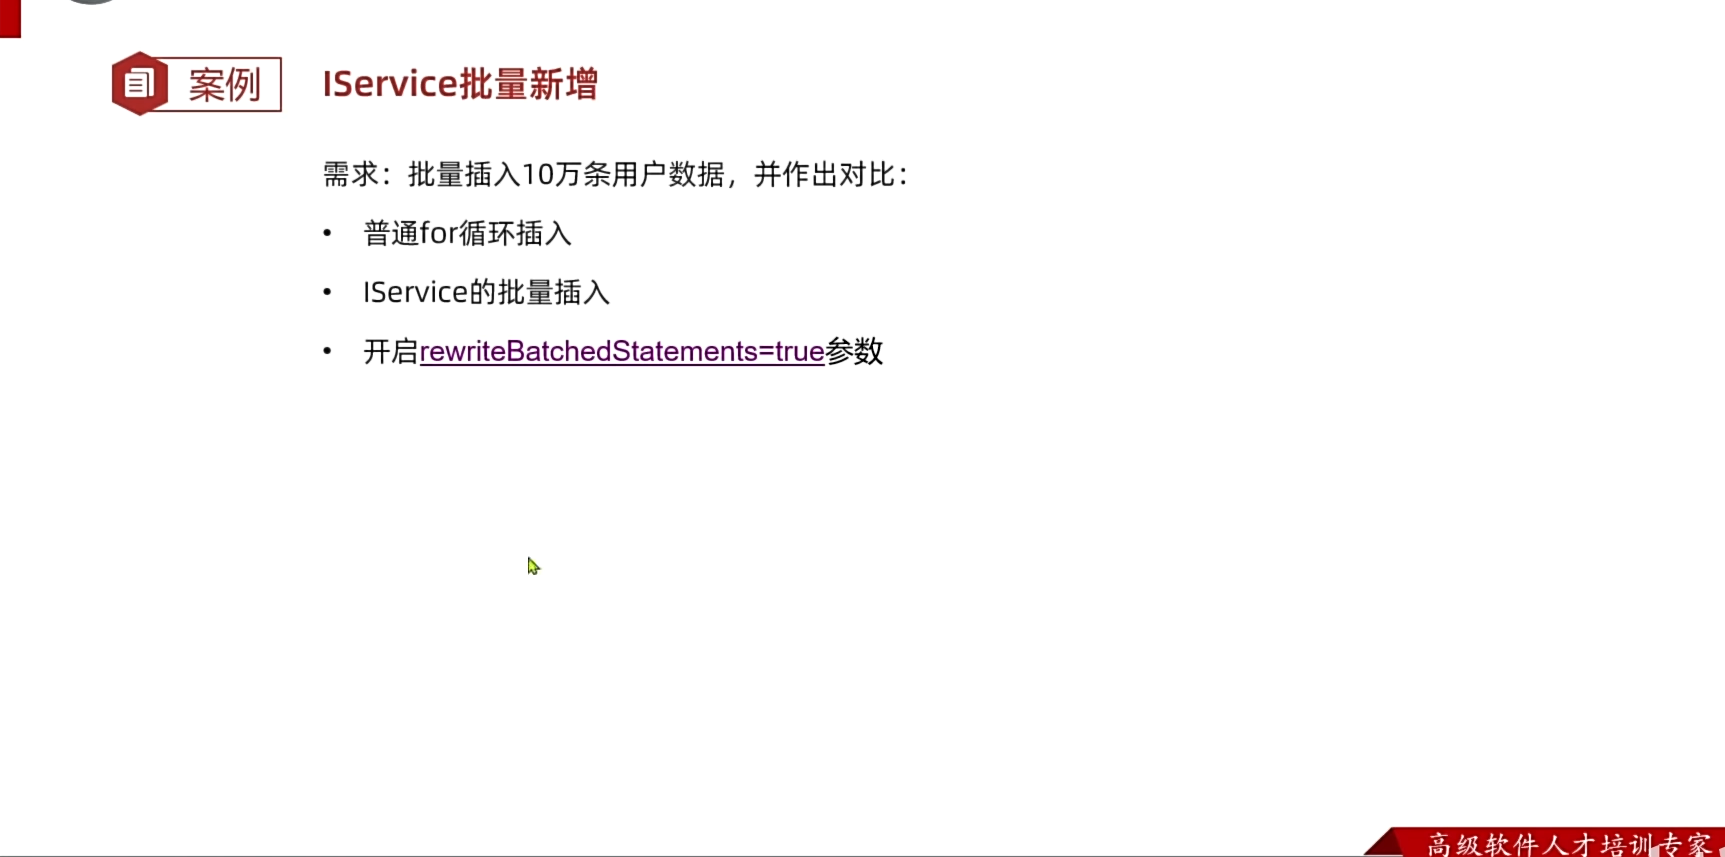 案例
IService批量新增
需求：批量插入10万条用户数据，并作出对比：
• 普通for循环插入
• IService的批量插入
• 开启rewriteBatchedStatements=true参数
高级软件人才培训专家